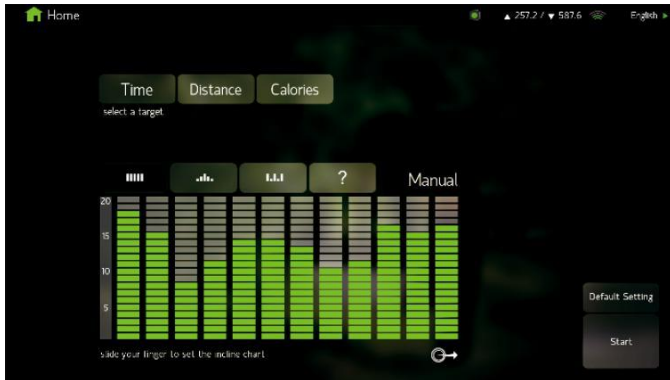 Home
▲ 257.2 / ▼ 587.6
English
Time
Distance
Calories
select a target
?
Manual
20
15
10
5
slide your finger to set the incline chart
Default Setting
Start